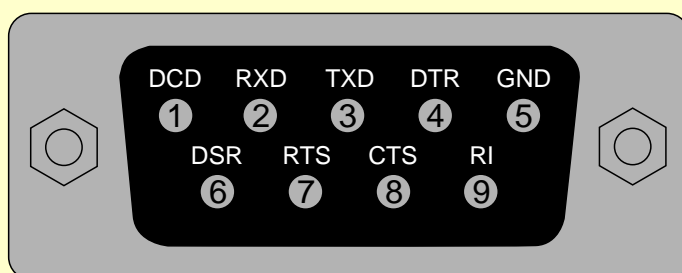 DCD RXD TXD DTR GND
1 2 3 4 5
DSR RTS CTS RI
6 7 8 9